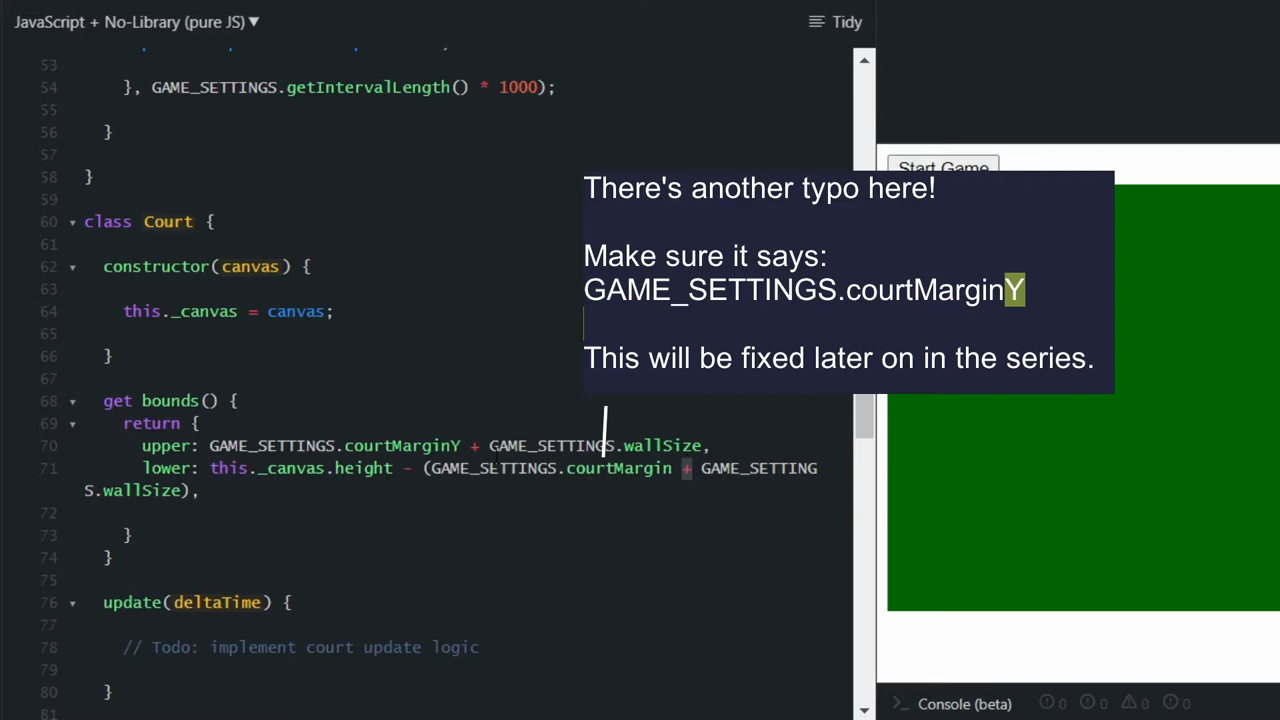 JavaScript + No-Library (pure JS) ▼
Tidy
53
54 }, GAME_SETTINGS.getIntervalLength() * 1000);
55
56 }
57
58 }
59
60 class Court {
61
62 constructor(canvas) {
63
64 this._canvas = canvas;
65
66 }
67
68 get bounds() {
69 return {
70 upper: GAME_SETTINGS.courtMarginY + GAME_SETTINGS.wallSize,
71 lower: this._canvas.height - (GAME_SETTINGS.courtMargin + GAME_SETTING
S.wallSize),
72
73 }
74 }
75
76 update(deltaTime) {
77
78 // Todo: implement court update logic
79
80 }
81
There's another typo here!
Make sure it says:
GAME_SETTINGS.courtMarginY
This will be fixed later on in the series.
Start Game
Console (beta) 0 0 0 0